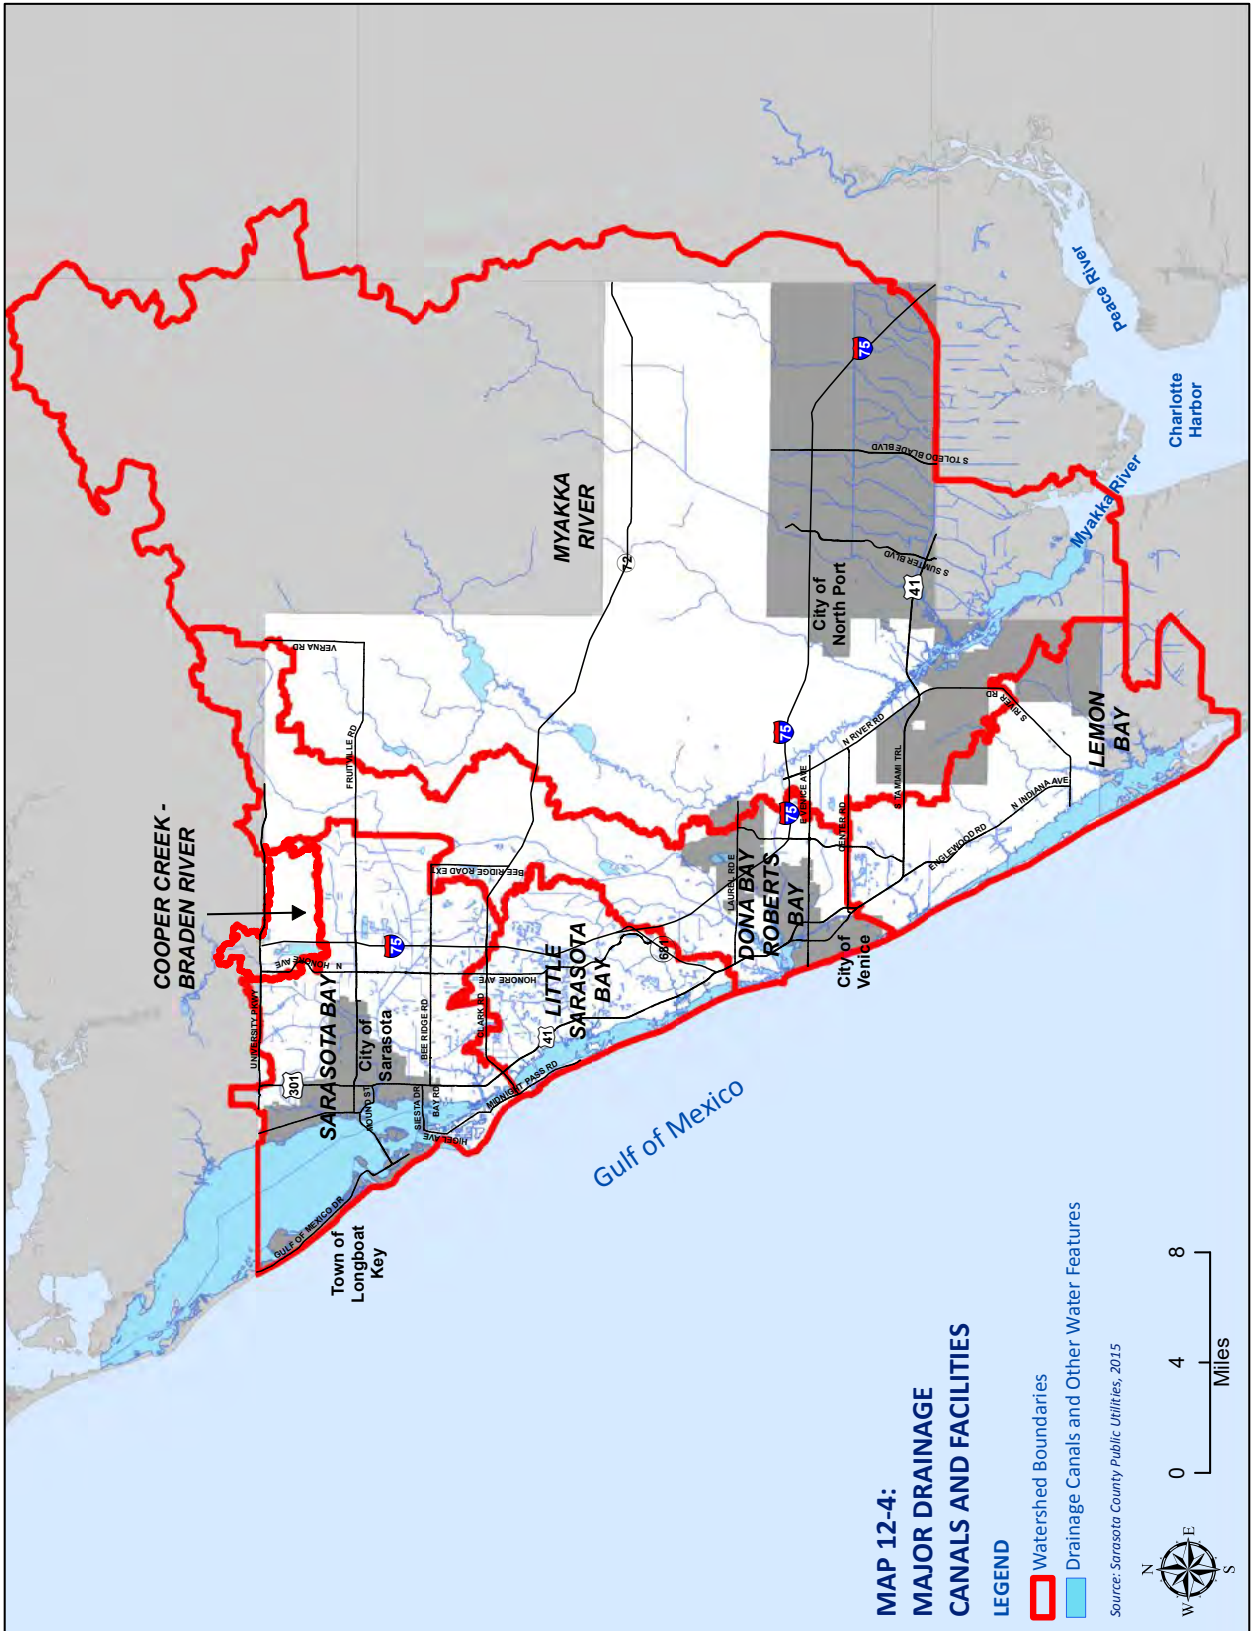 MAP 12-4:
MAJOR DRAINAGE
CANALS AND FACILITIES
LEGEND
Watershed Boundaries
Drainage Canals and Other Water Features
Source: Sarasota County Public Utilities, 2015
N
W
E
S
0
4
8
Miles
COOPER CREEK -
BRADEN RIVER
SARASOTA BAY
LITTLE
SARASOTA
BAY
DONA BAY
ROBERTS
BAY
LEMON
BAY
MYAKKA
RIVER
City of
Sarasota
Town of
Longboat
Key
City of
Venice
City of
North Port
Gulf of Mexico
Myakka River
Peace River
Charlotte
Harbor
UNIVERSITY PKWY
N HONORE AVE
HONORE AVE
VERNA RD
FRUITVILLE RD
BEE RIDGE RD
BEE RIDGE ROAD EXT
CLARK RD
MOUND ST
SIESTA DR
BAY RD
HIGEL AVE
MIDNIGHT PASS RD
GULF OF MEXICO DR
LAUREL RD E
E VENICE AVE
CENTER RD
N RIVER RD
S RIVER RD
S TAMIAMI TRL
ENGLEWOOD RD
N INDIANA AVE
S SUMTER BLVD
S TOLEDO BLADE BLVD
301
75
41
681
72
75
75
75
41